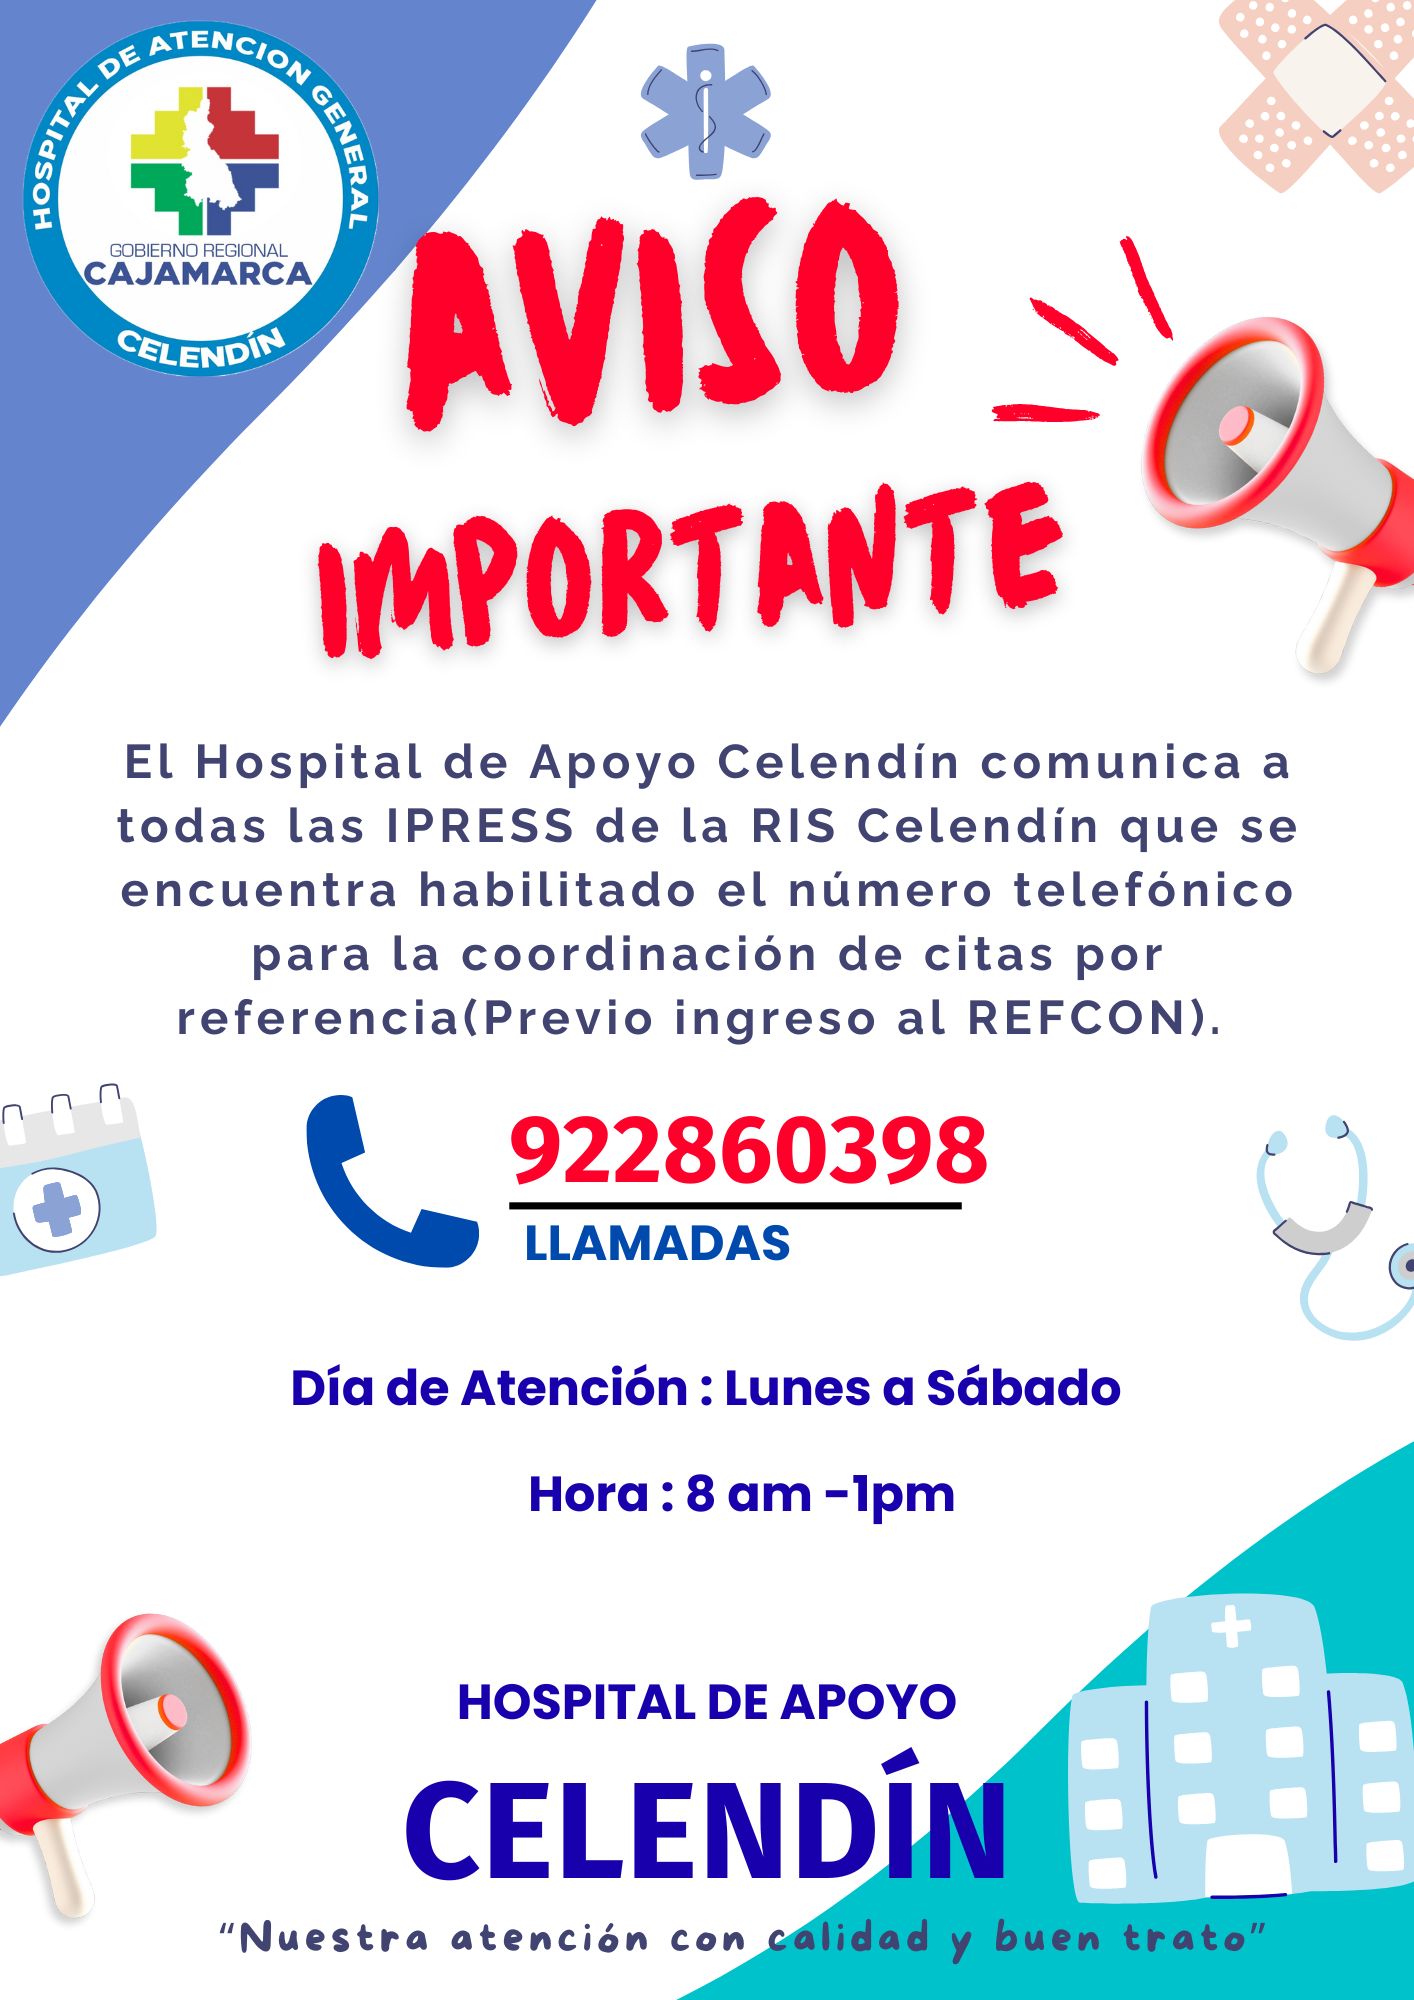 HOSPITAL DE ATENCION GENERAL
GOBIERNO REGIONAL
CAJAMARCA
CELENDÍN
AVISO
IMPORTANTE
El Hospital de Apoyo Celendín comunica a
todas las IPRESS de la RIS Celendín que se
encuentra habilitado el número telefónico
para la coordinación de citas por
referencia(Previo ingreso al REFCON).
922860398
LLAMADAS
Día de Atención : Lunes a Sábado
Hora : 8 am -1pm
HOSPITAL DE APOYO
CELENDÍN
“Nuestra atención con calidad y buen trato”